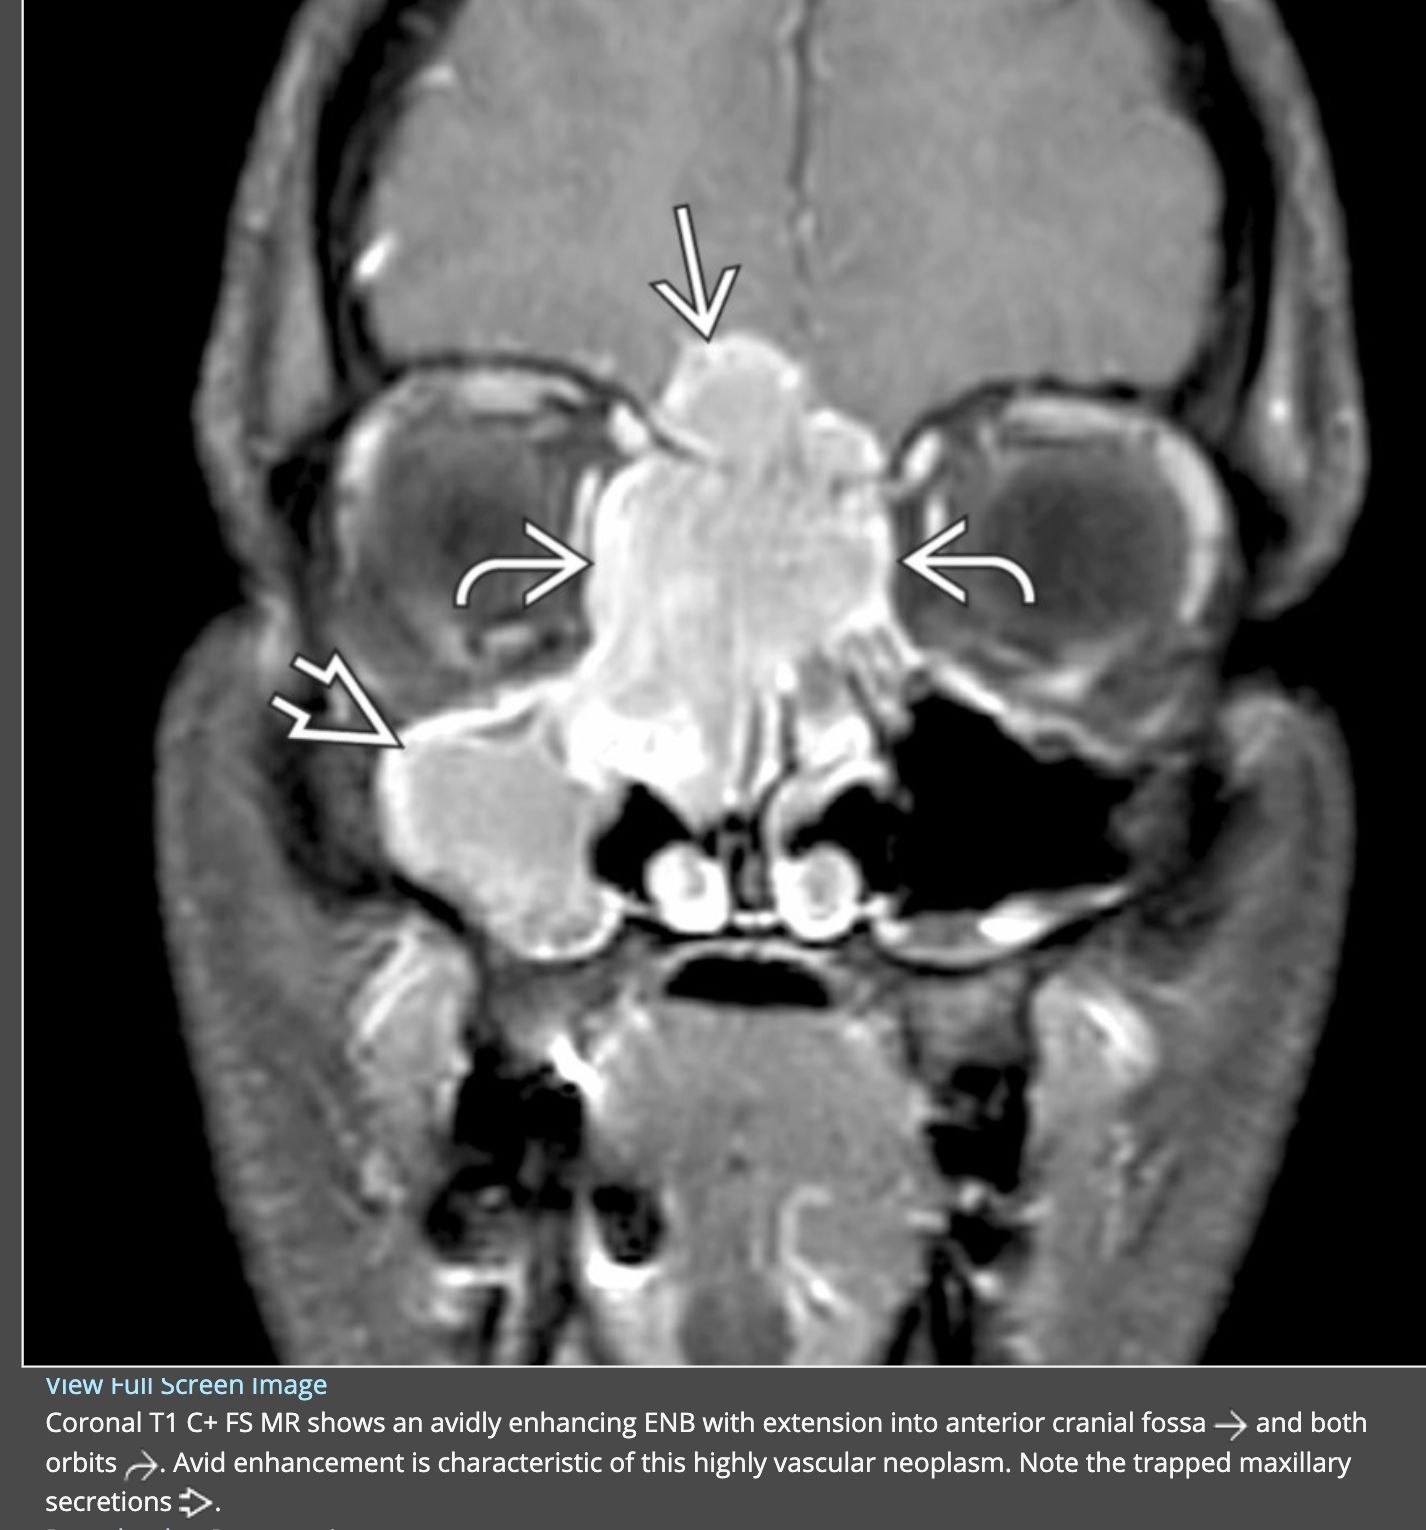 View Full Screen Image
Coronal T1 C+ FS MR shows an avidly enhancing ENB with extension into anterior cranial fossa → and both
orbits ↷. Avid enhancement is characteristic of this highly vascular neoplasm. Note the trapped maxillary
secretions ➩.